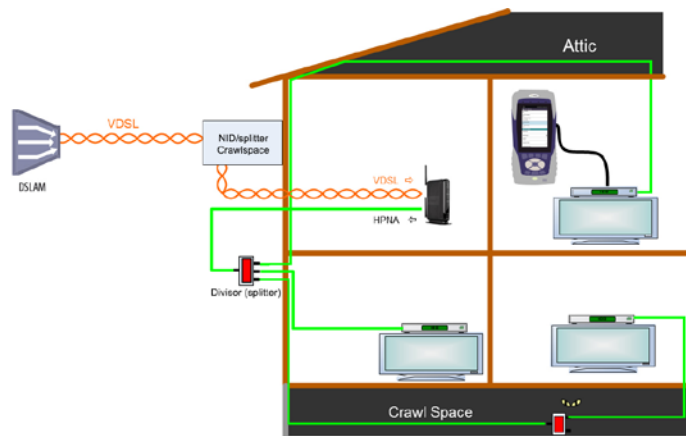 Attic
VDSL
NID/splitter
Crawlspace
DSLAM
VDSL ⇨
HPNA ⇦
Divisor (splitter)
Crawl Space